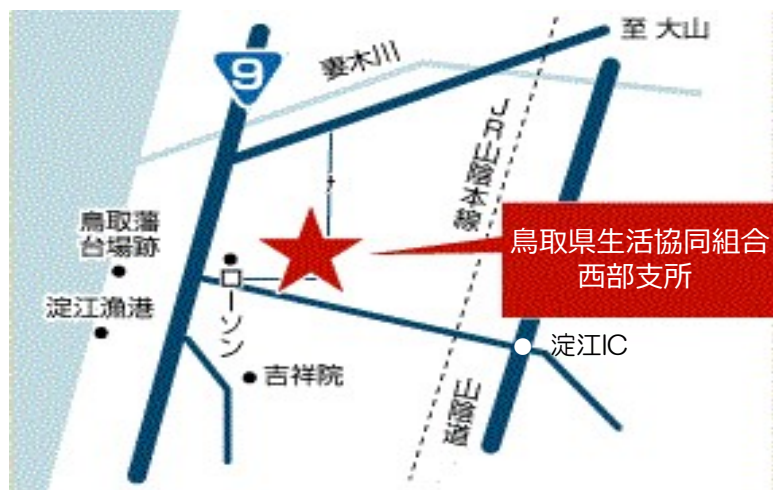 至 大山
妻木川
9
JR山陰本線
鳥取藩
台場跡
鳥取県生活協同組合
西部支所
淀江漁港
ローソン
淀江IC
吉祥院
山陰道